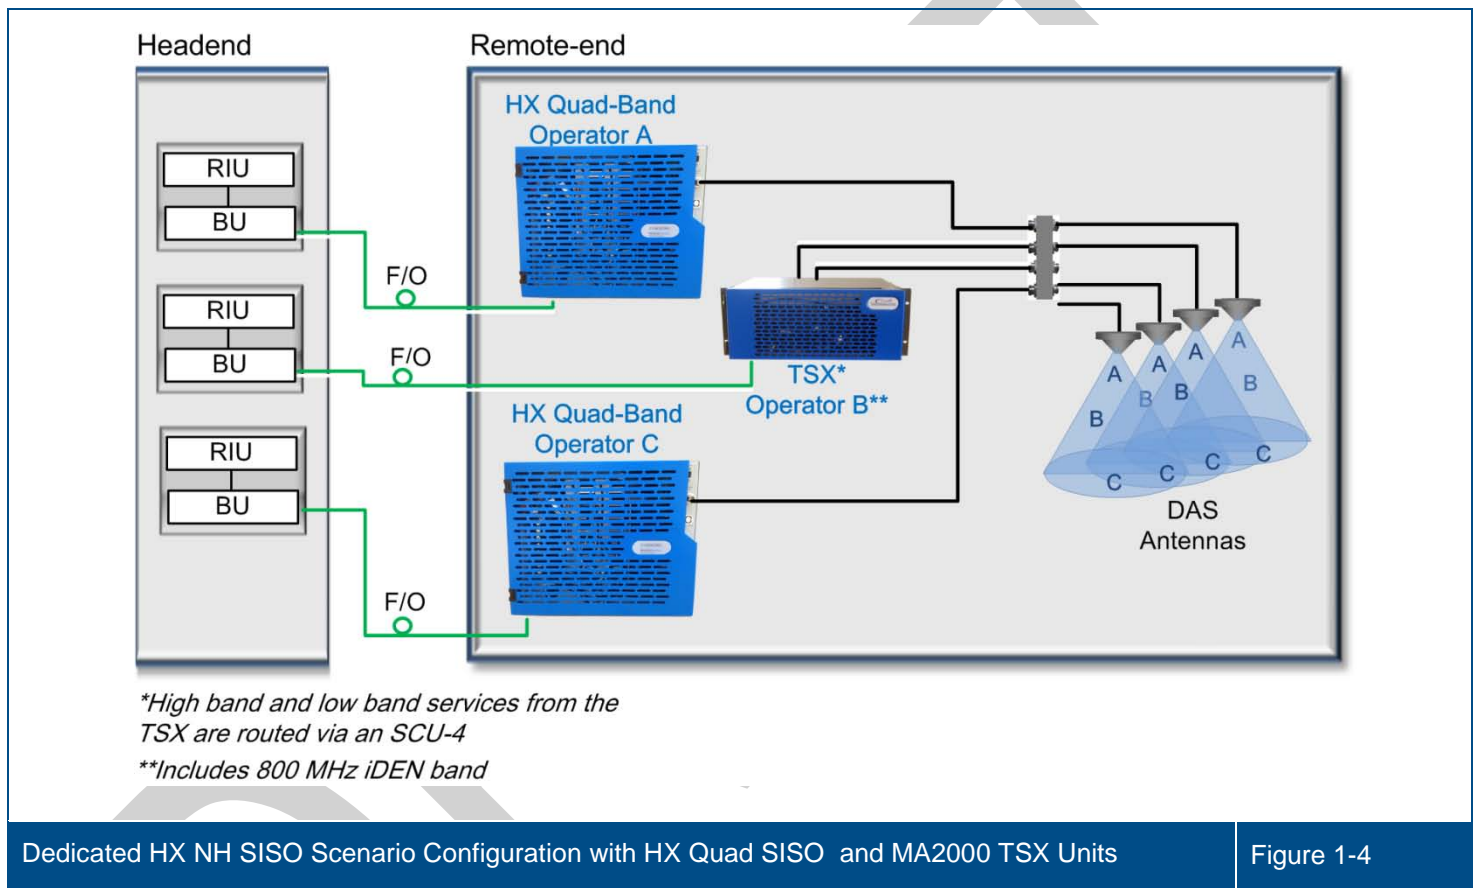 Headend
Remote-end
HX Quad-Band
Operator A
RIU
BU
F/O
RIU
BU
F/O
TSX*
Operator B**
HX Quad-Band
Operator C
RIU
BU
F/O
A
A
A
A
B
B
B
B
C
C
C
C
DAS
Antennas
*High band and low band services from the
TSX are routed via an SCU-4
**Includes 800 MHz iDEN band
Dedicated HX NH SISO Scenario Configuration with HX Quad SISO and MA2000 TSX Units
Figure 1-4